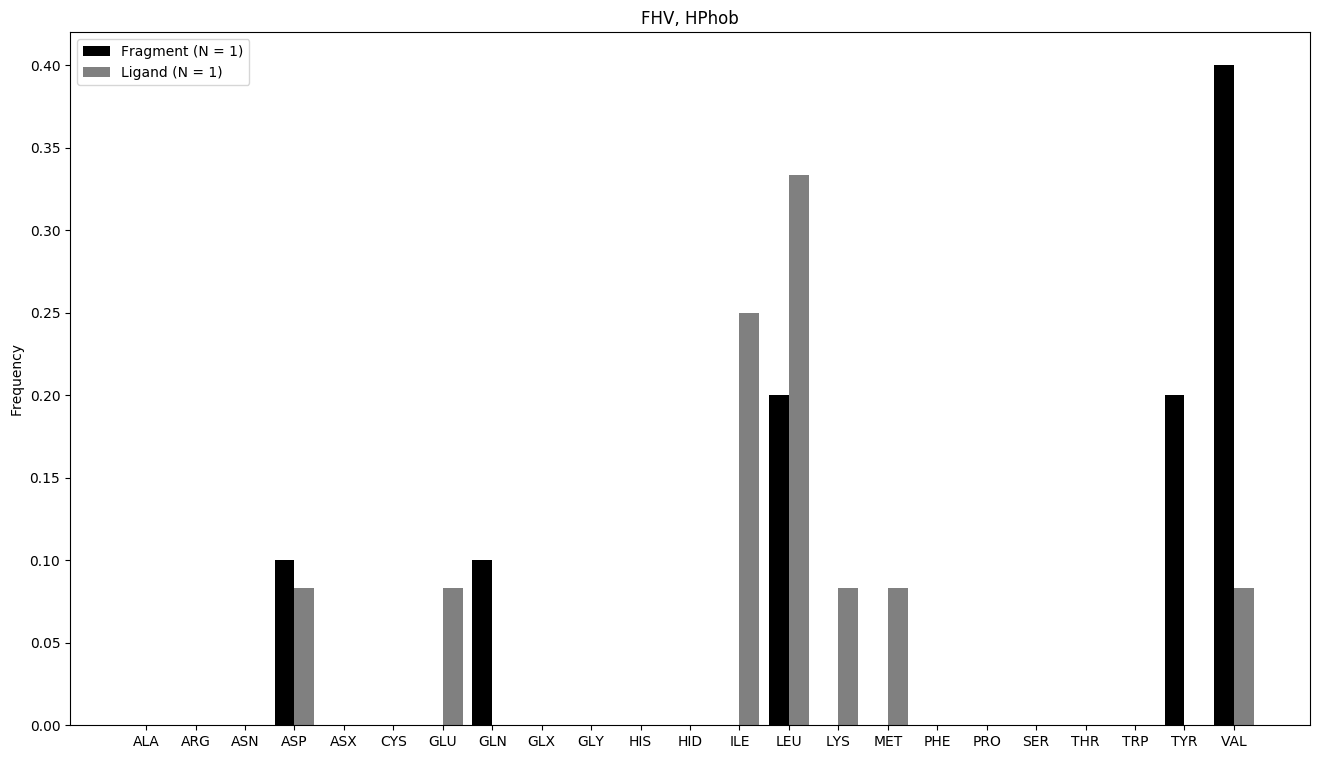 FHV, HPhob
Fragment (N = 1)
Ligand (N = 1)
Frequency
0.40
0.35
0.30
0.25
0.20
0.15
0.10
0.05
0.00
ALA ARG ASN ASP ASX CYS GLU GLN GLX GLY HIS HID ILE LEU LYS MET PHE PRO SER THR TRP TYR VAL